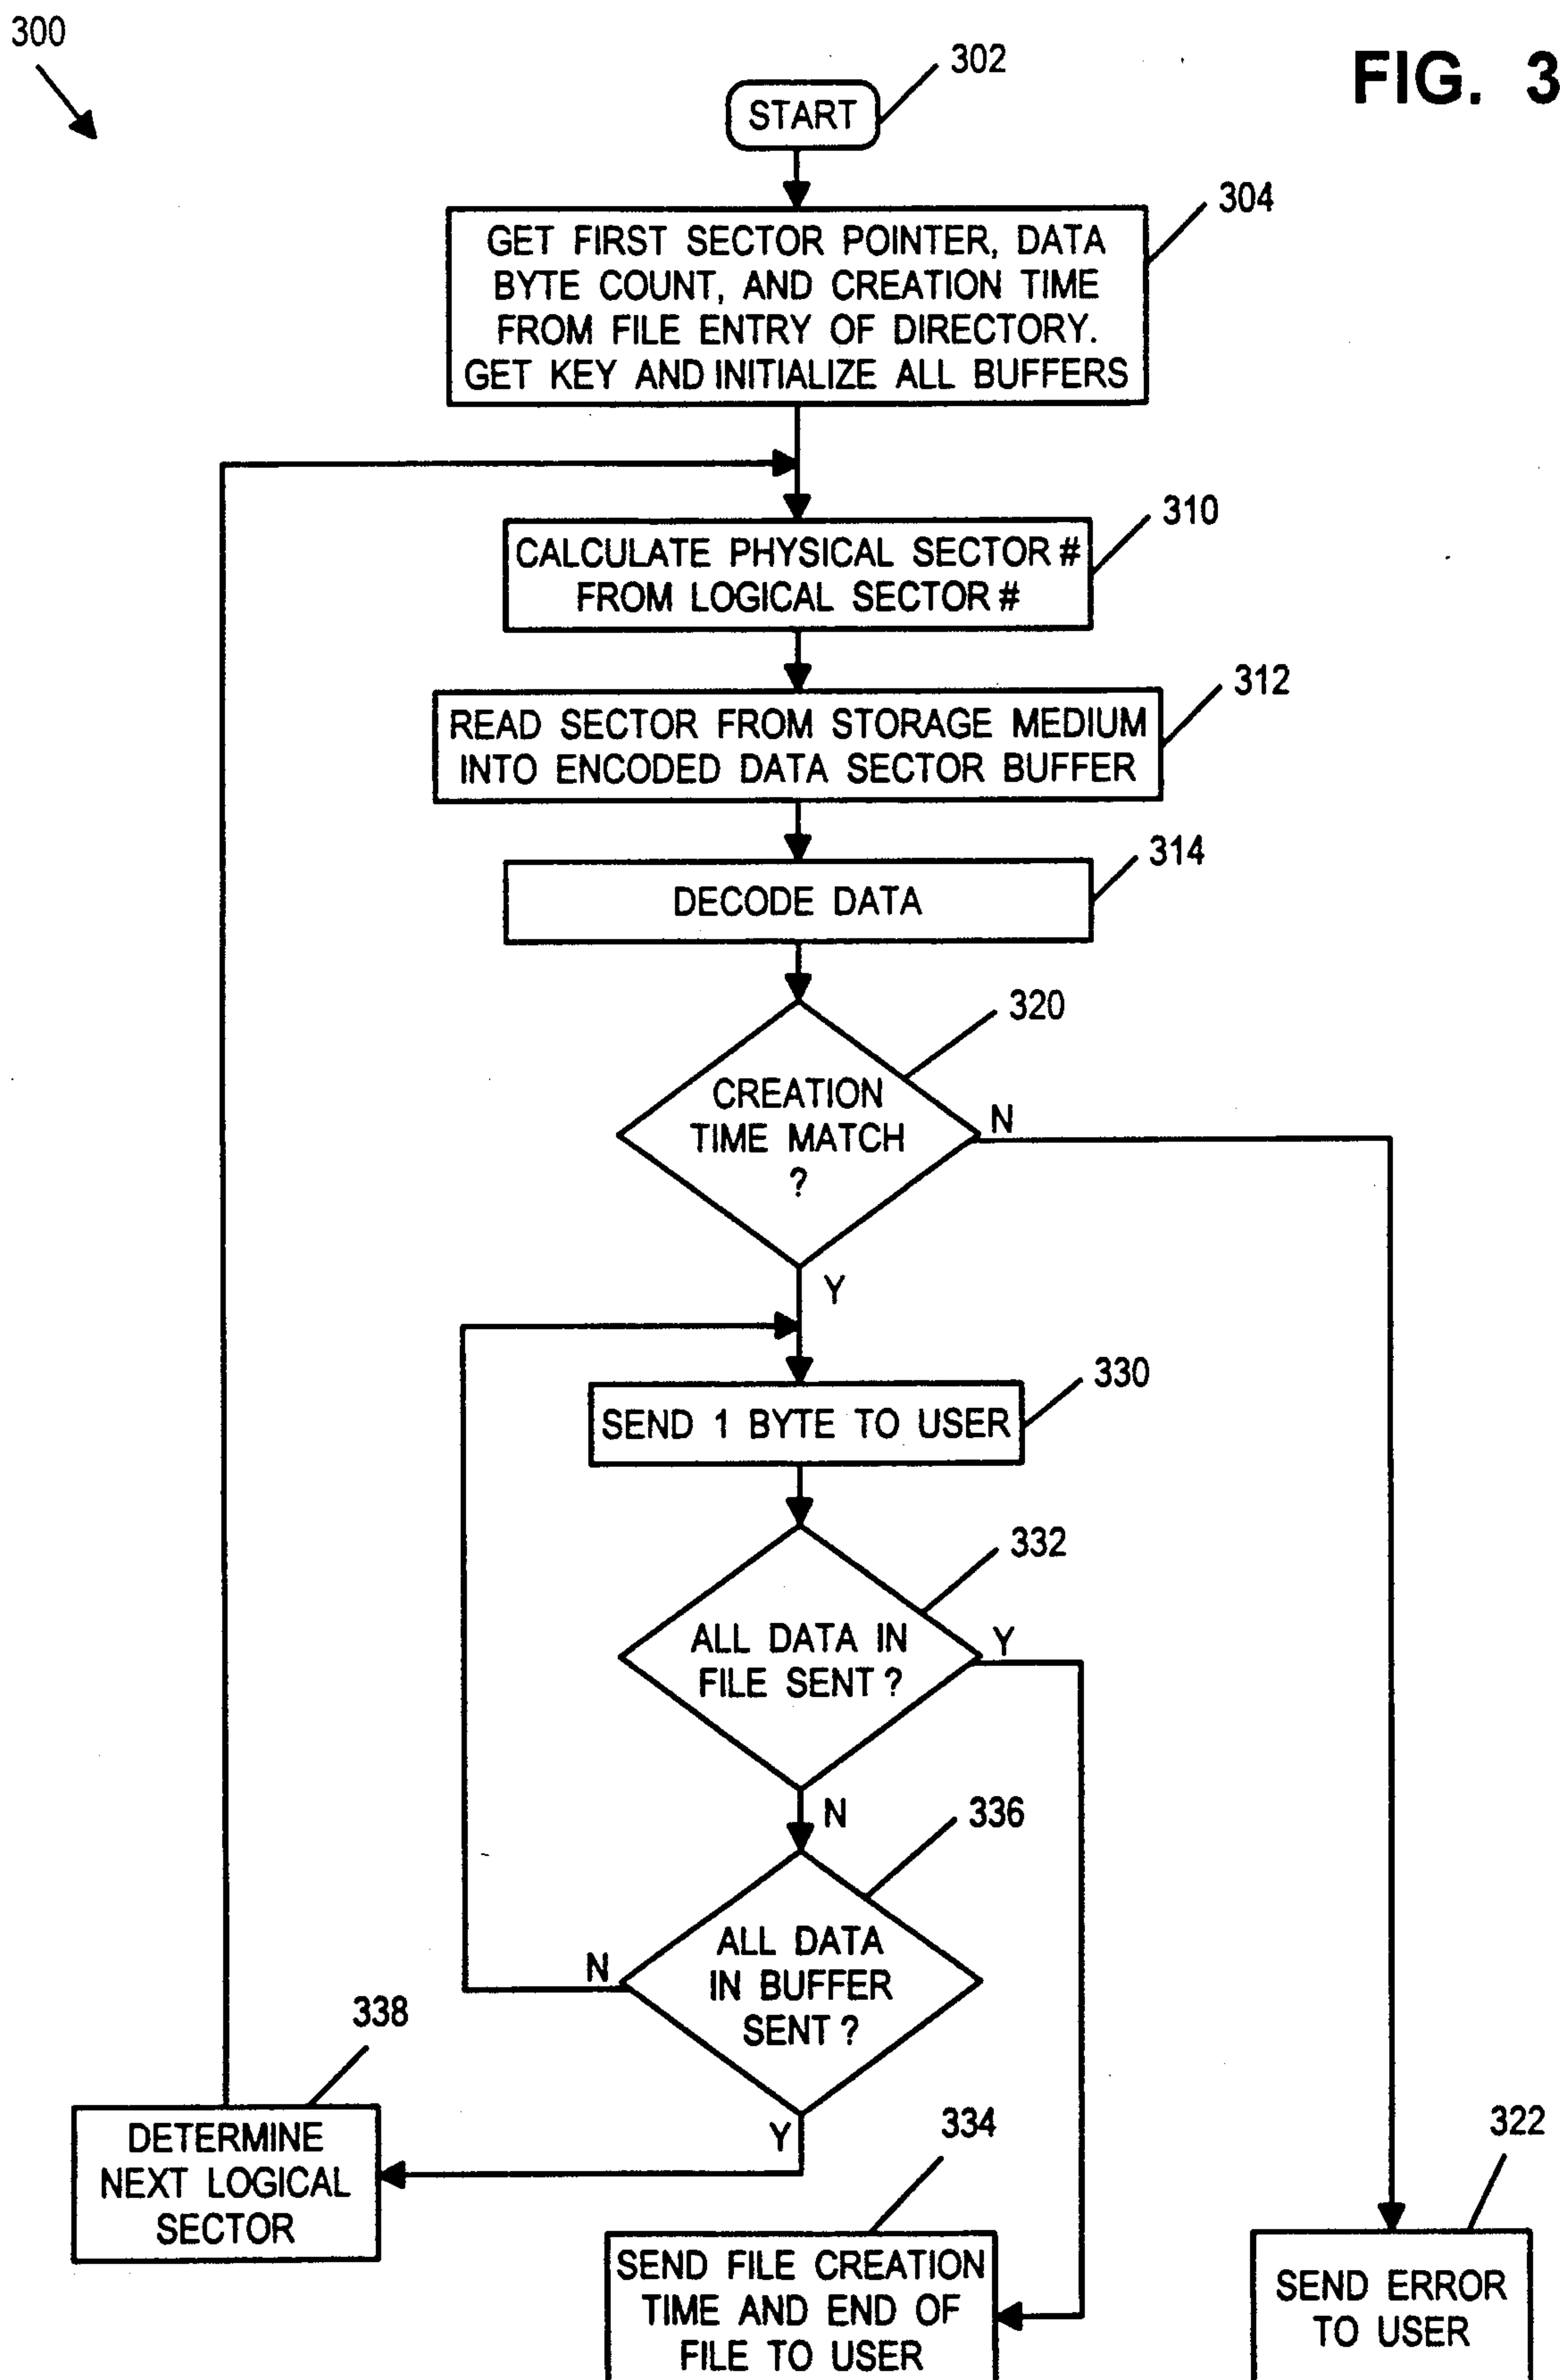 300
FIG. 3
302
START
304
GET FIRST SECTOR POINTER, DATA
BYTE COUNT, AND CREATION TIME
FROM FILE ENTRY OF DIRECTORY.
GET KEY AND INITIALIZE ALL BUFFERS
310
CALCULATE PHYSICAL SECTOR #
FROM LOGICAL SECTOR #
312
READ SECTOR FROM STORAGE MEDIUM
INTO ENCODED DATA SECTOR BUFFER
314
DECODE DATA
320
CREATION
TIME MATCH
?
N
Y
330
SEND 1 BYTE TO USER
332
ALL DATA IN
FILE SENT ?
Y
N
336
ALL DATA
IN BUFFER
SENT ?
N
Y
338
DETERMINE
NEXT LOGICAL
SECTOR
334
SEND FILE CREATION
TIME AND END OF
FILE TO USER
322
SEND ERROR
TO USER